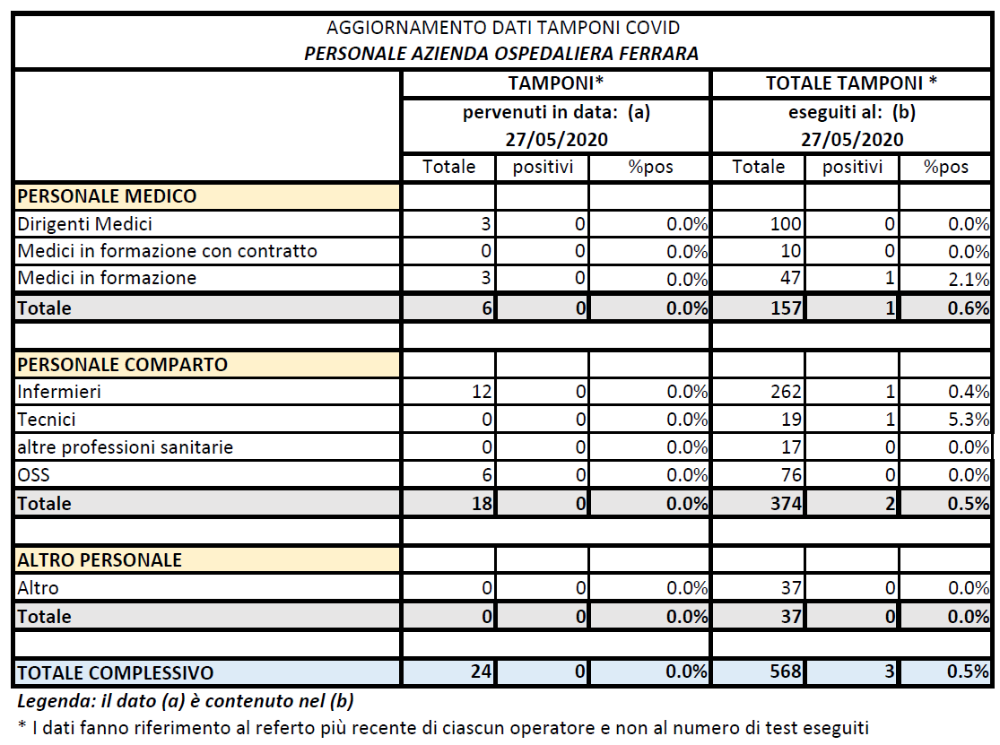 AGGIORNAMENTO DATI TAMPONI COVID
PERSONALE AZIENDA OSPEDALIERA FERRARA
TAMPONI* TOTALE TAMPONI *
pervenuti in data: (a) eseguiti al: (b)
27/05/2020 27/05/2020
Totale positivi %pos Totale positivi %pos
PERSONALE MEDICO
Dirigenti Medici 3 0 0.0% 100 0 0.0%
Medici in formazione con contratto 0 0 0.0% 10 0 0.0%
Medici in formazione 3 0 0.0% 47 1 2.1%
Totale 6 0 0.0% 157 1 0.6%
PERSONALE COMPARTO
Infermieri 12 0 0.0% 262 1 0.4%
Tecnici 0 0 0.0% 19 1 5.3%
altre professioni sanitarie 0 0 0.0% 17 0 0.0%
OSS 6 0 0.0% 76 0 0.0%
Totale 18 0 0.0% 374 2 0.5%
ALTRO PERSONALE
Altro 0 0 0.0% 37 0 0.0%
Totale 0 0 0.0% 37 0 0.0%
TOTALE COMPLESSIVO 24 0 0.0% 568 3 0.5%
Legenda: il dato (a) è contenuto nel (b)
* I dati fanno riferimento al referto più recente di ciascun operatore e non al numero di test eseguiti